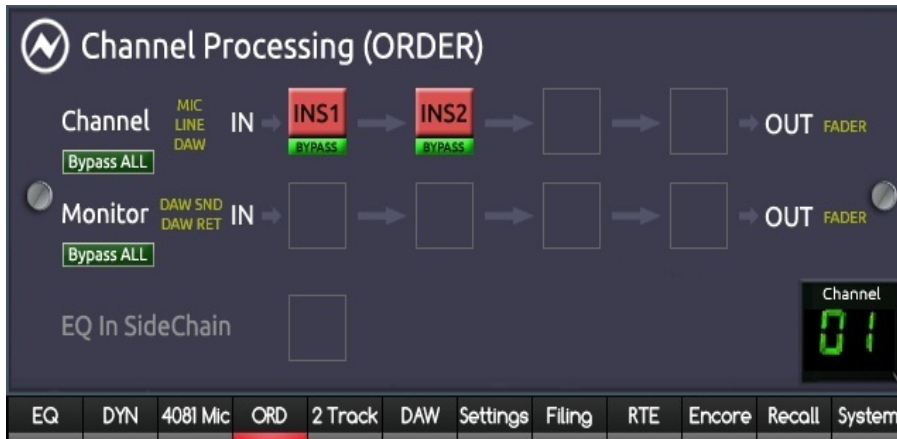 Channel Processing (ORDER)
Channel MIC LINE DAW IN INS1 INS2 OUT FADER
BYPASS BYPASS
Bypass ALL
Monitor DAW SND DAW RET IN OUT FADER
Bypass ALL
EQ In SideChain
Channel
01
EQ DYN 4081 Mic ORD 2 Track DAW Settings Filing RTE Encore Recall System